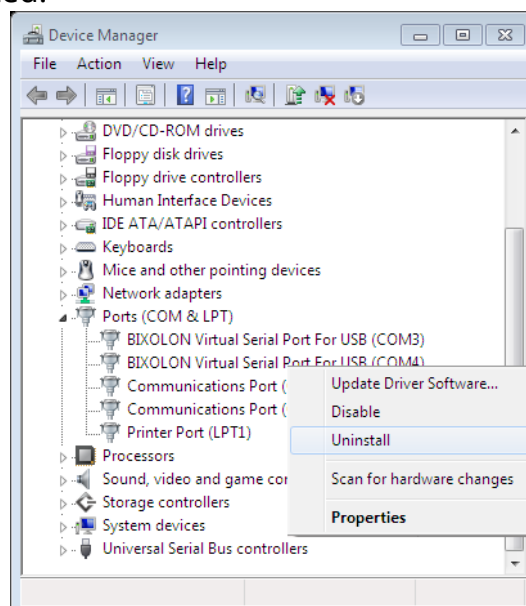 Device Manager
File Action View Help
DVD/CD-ROM drives
Floppy disk drives
Floppy drive controllers
Human Interface Devices
IDE ATA/ATAPI controllers
Keyboards
Mice and other pointing devices
Network adapters
Ports (COM & LPT)
BIXOLON Virtual Serial Port For USB (COM3)
BIXOLON Virtual Serial Port For USB (COM4)
Communications Port (
Communications Port (
Printer Port (LPT1)
Processors
Sound, video and game con
Storage controllers
System devices
Universal Serial Bus controllers
Update Driver Software...
Disable
Uninstall
Scan for hardware changes
Properties